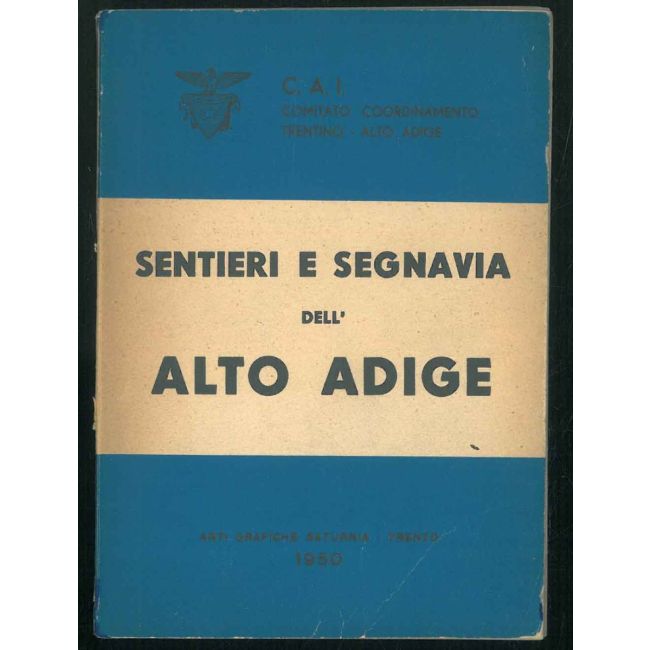 C. A. I.
COMITATO COORDINAMENTO
TRENTINO - ALTO ADIGE
SENTIERI E SEGNAVIA
DELL'
ALTO ADIGE
ARTI GRAFICHE SATURNIA - TRENTO
1950